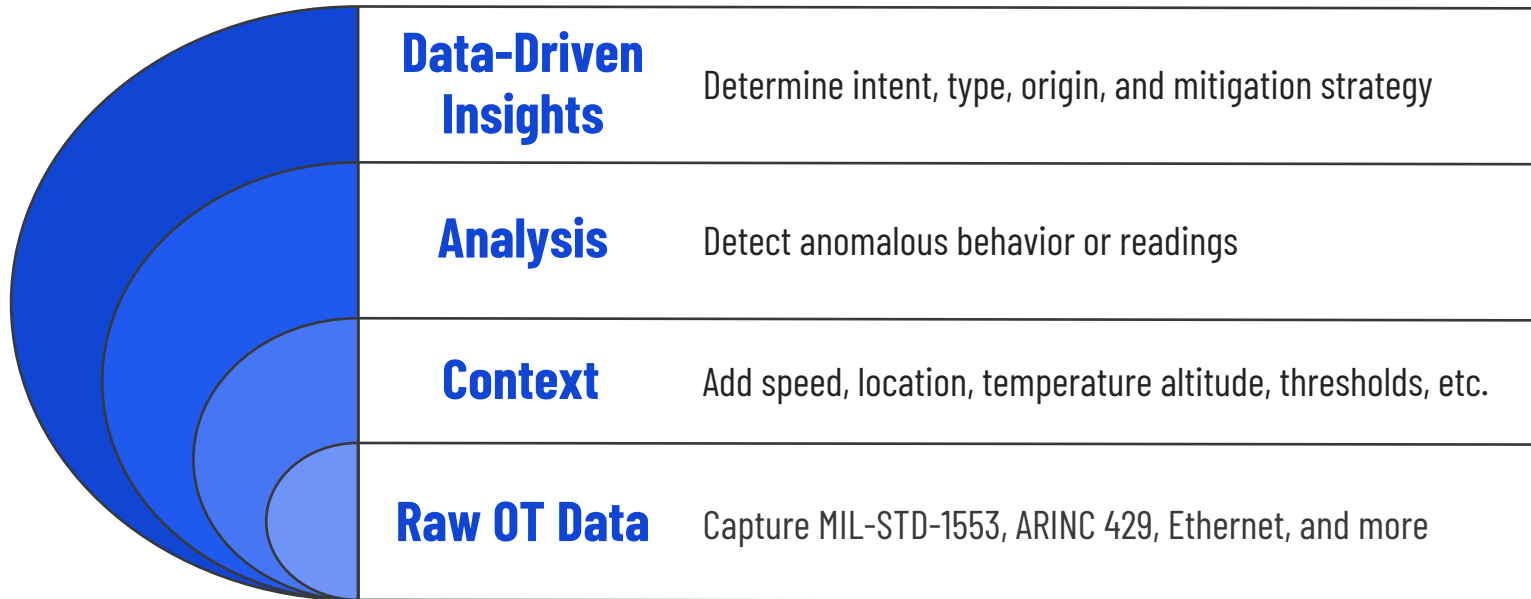 Data-Driven
Insights
Determine intent, type, origin, and mitigation strategy
Analysis
Detect anomalous behavior or readings
Context
Add speed, location, temperature altitude, thresholds, etc.
Raw OT Data
Capture MIL-STD-1553, ARINC 429, Ethernet, and more